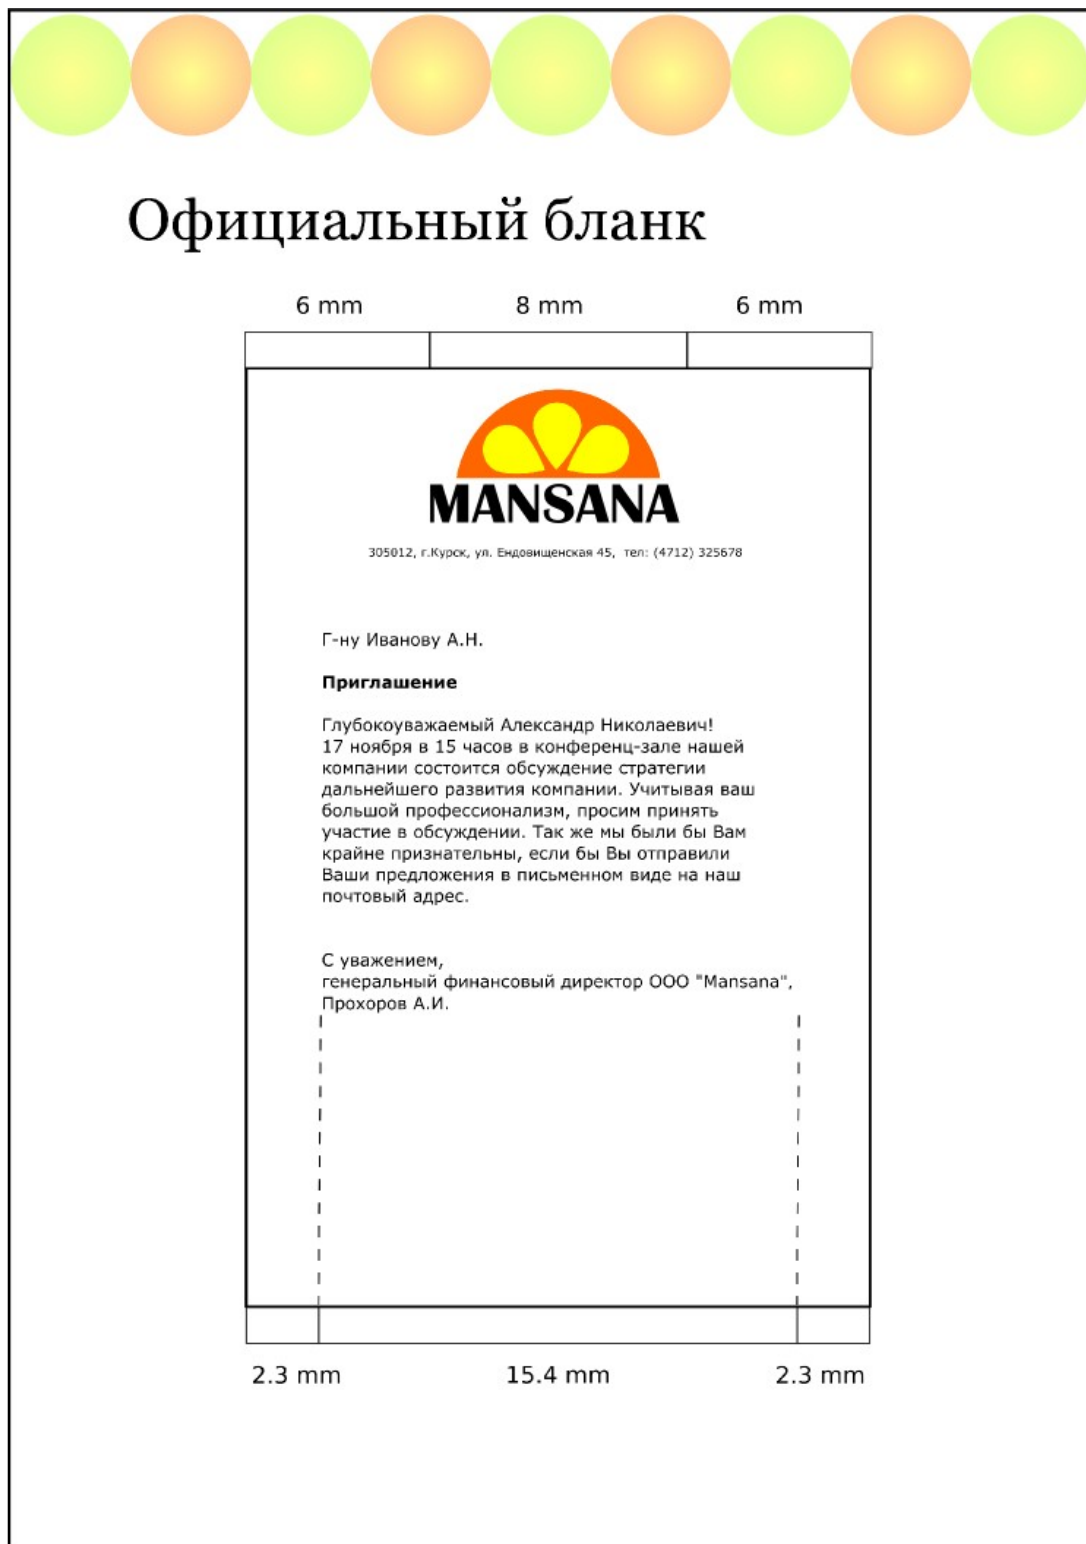 Официальный бланк
6 mm 8 mm 6 mm
MANSANA
305012, г.Курск, ул. Ендовищенская 45, тел: (4712) 325678
Г-ну Иванову А.Н.
Приглашение
Глубокоуважаемый Александр Николаевич!
17 ноября в 15 часов в конференц-зале нашей
компании состоится обсуждение стратегии
дальнейшего развития компании. Учитывая ваш
большой профессионализм, просим принять
участие в обсуждении. Так же мы были бы Вам
крайне признательны, если бы Вы отправили
Ваши предложения в письменном виде на наш
почтовый адрес.
С уважением,
генеральный финансовый директор ООО "Mansana",
Прохоров А.И.
2.3 mm 15.4 mm 2.3 mm